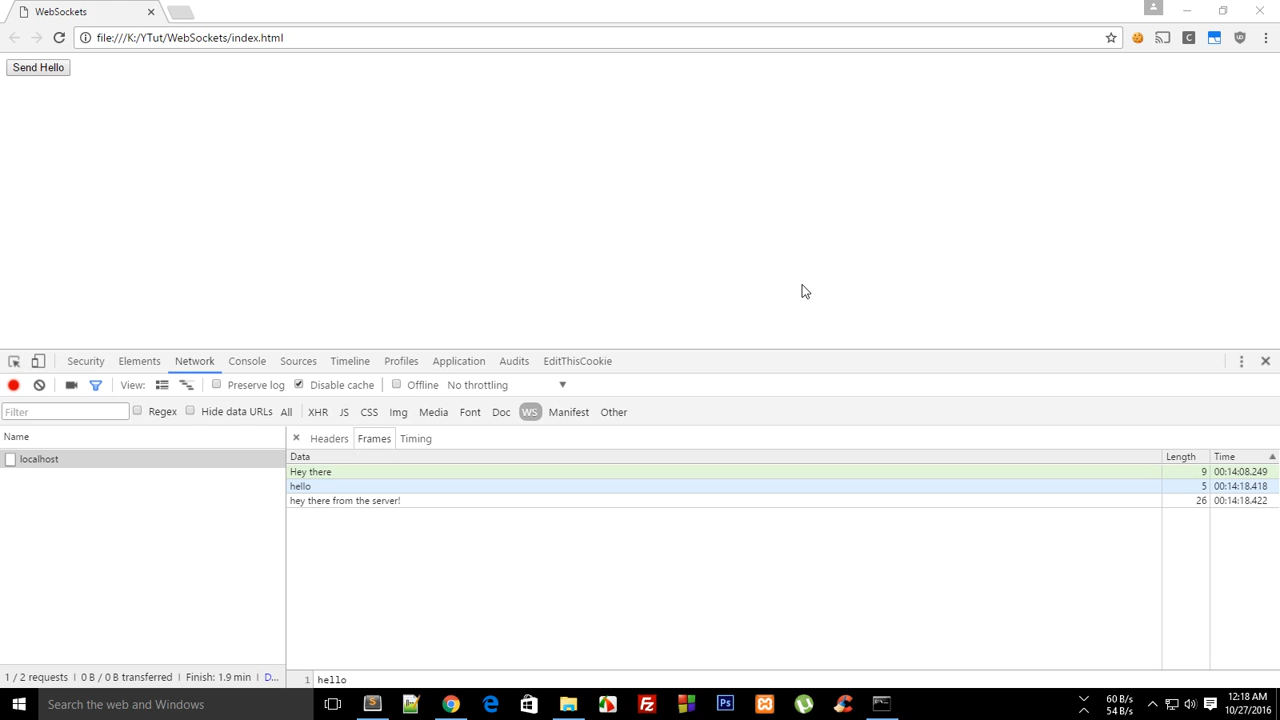 WebSockets
file:///K:/YTut/WebSockets/index.html
Send Hello
Security Elements Network Console Sources Timeline Profiles Application Audits EditThisCookie
View: Preserve log Disable cache Offline No throttling
Filter Regex Hide data URLs All XHR JS CSS Img Media Font Doc WS Manifest Other
Name
Headers Frames Timing
localhost
Data Length Time
Hey there 9 00:14:08.249
hello 5 00:14:18.418
hey there from the server! 26 00:14:18.422
1 / 2 requests | 0 B / 0 B transferred | Finish: 1.9 min | D...
1 hello
Search the web and Windows
60 B/s
54 B/s
12:18 AM
10/27/2016